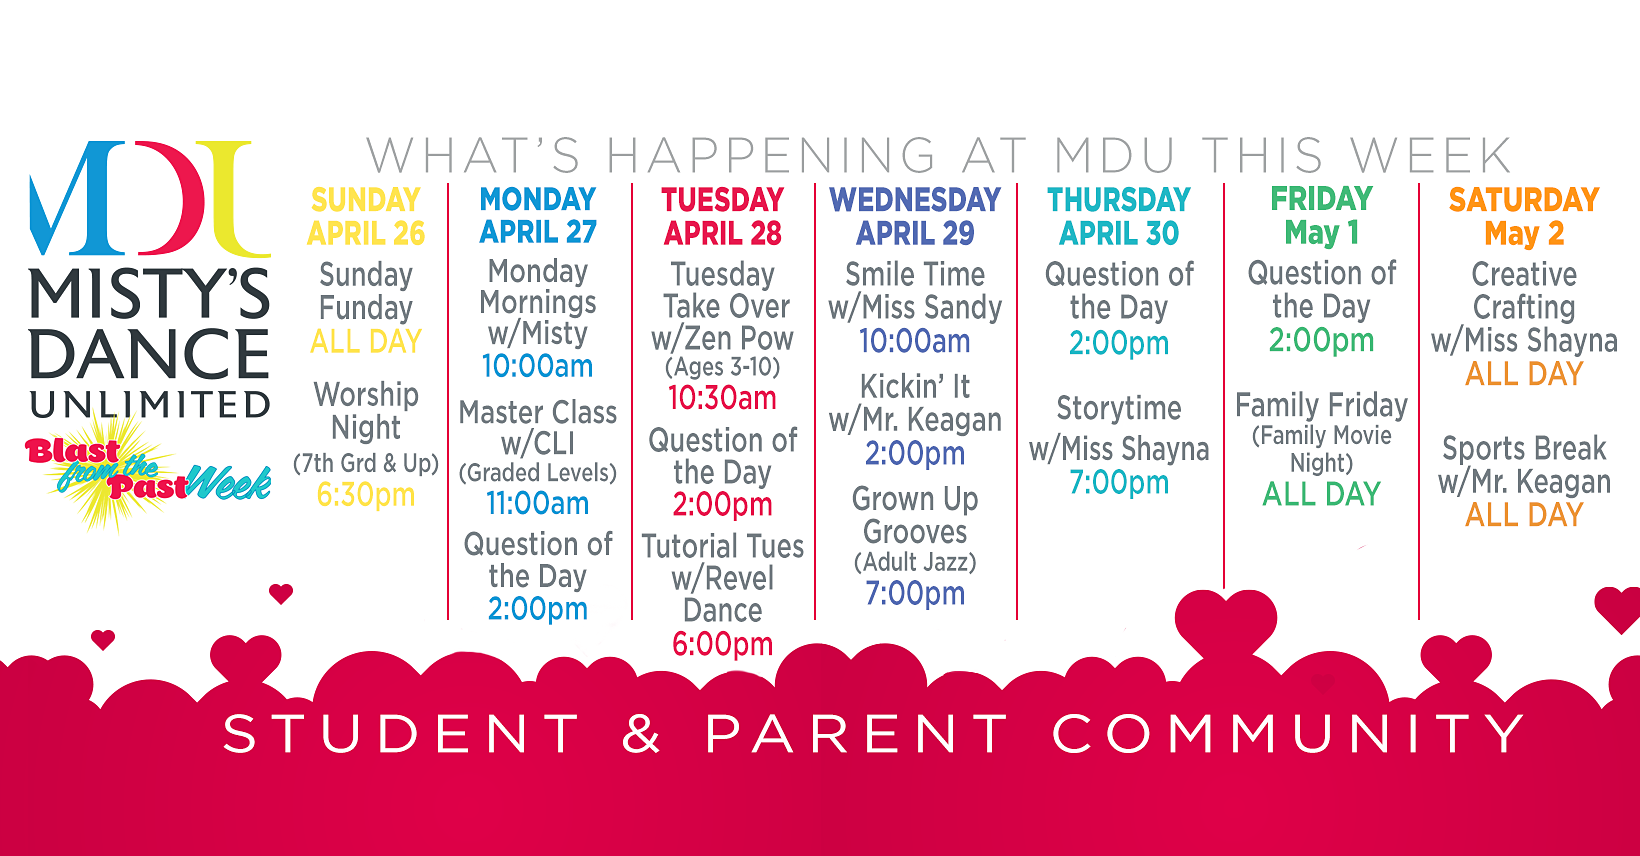 WHAT'S HAPPENING AT MDU THIS WEEK
MDU
MISTY'S
DANCE
UNLIMITED
Blast
from the
Past Week
SUNDAY
APRIL 26
Sunday
Funday
ALL DAY
Worship
Night
(7th Grd & Up)
6:30pm
MONDAY
APRIL 27
Monday
Mornings
w/Misty
10:00am
Master Class
w/CLI
(Graded Levels)
11:00am
Question of
the Day
2:00pm
TUESDAY
APRIL 28
Tuesday
Take Over
w/Zen Pow
(Ages 3-10)
10:30am
Question of
the Day
2:00pm
Tutorial Tues
w/Revel
Dance
6:00pm
WEDNESDAY
APRIL 29
Smile Time
w/Miss Sandy
10:00am
Kickin' It
w/Mr. Keagan
2:00pm
Grown Up
Grooves
(Adult Jazz)
7:00pm
THURSDAY
APRIL 30
Question of
the Day
2:00pm
Storytime
w/Miss Shayna
7:00pm
FRIDAY
May 1
Question of
the Day
2:00pm
Family Friday
(Family Movie
Night)
ALL DAY
SATURDAY
May 2
Creative
Crafting
w/Miss Shayna
ALL DAY
Sports Break
w/Mr. Keagan
ALL DAY
STUDENT & PARENT COMMUNITY